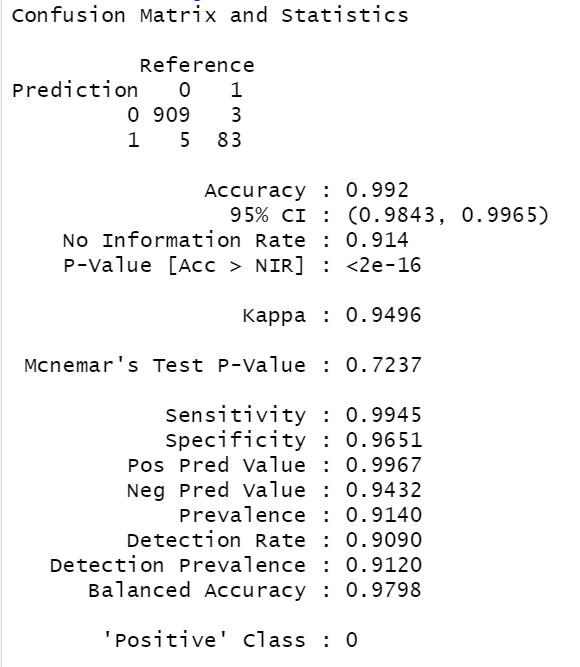 Confusion Matrix and Statistics
Reference
Prediction 0 1
0 909 3
1 5 83
Accuracy : 0.992
95% CI : (0.9843, 0.9965)
No Information Rate : 0.914
P-Value [Acc > NIR] : <2e-16
Kappa : 0.9496
Mcnemar's Test P-Value : 0.7237
Sensitivity : 0.9945
Specificity : 0.9651
Pos Pred Value : 0.9967
Neg Pred Value : 0.9432
Prevalence : 0.9140
Detection Rate : 0.9090
Detection Prevalence : 0.9120
Balanced Accuracy : 0.9798
'Positive' Class : 0